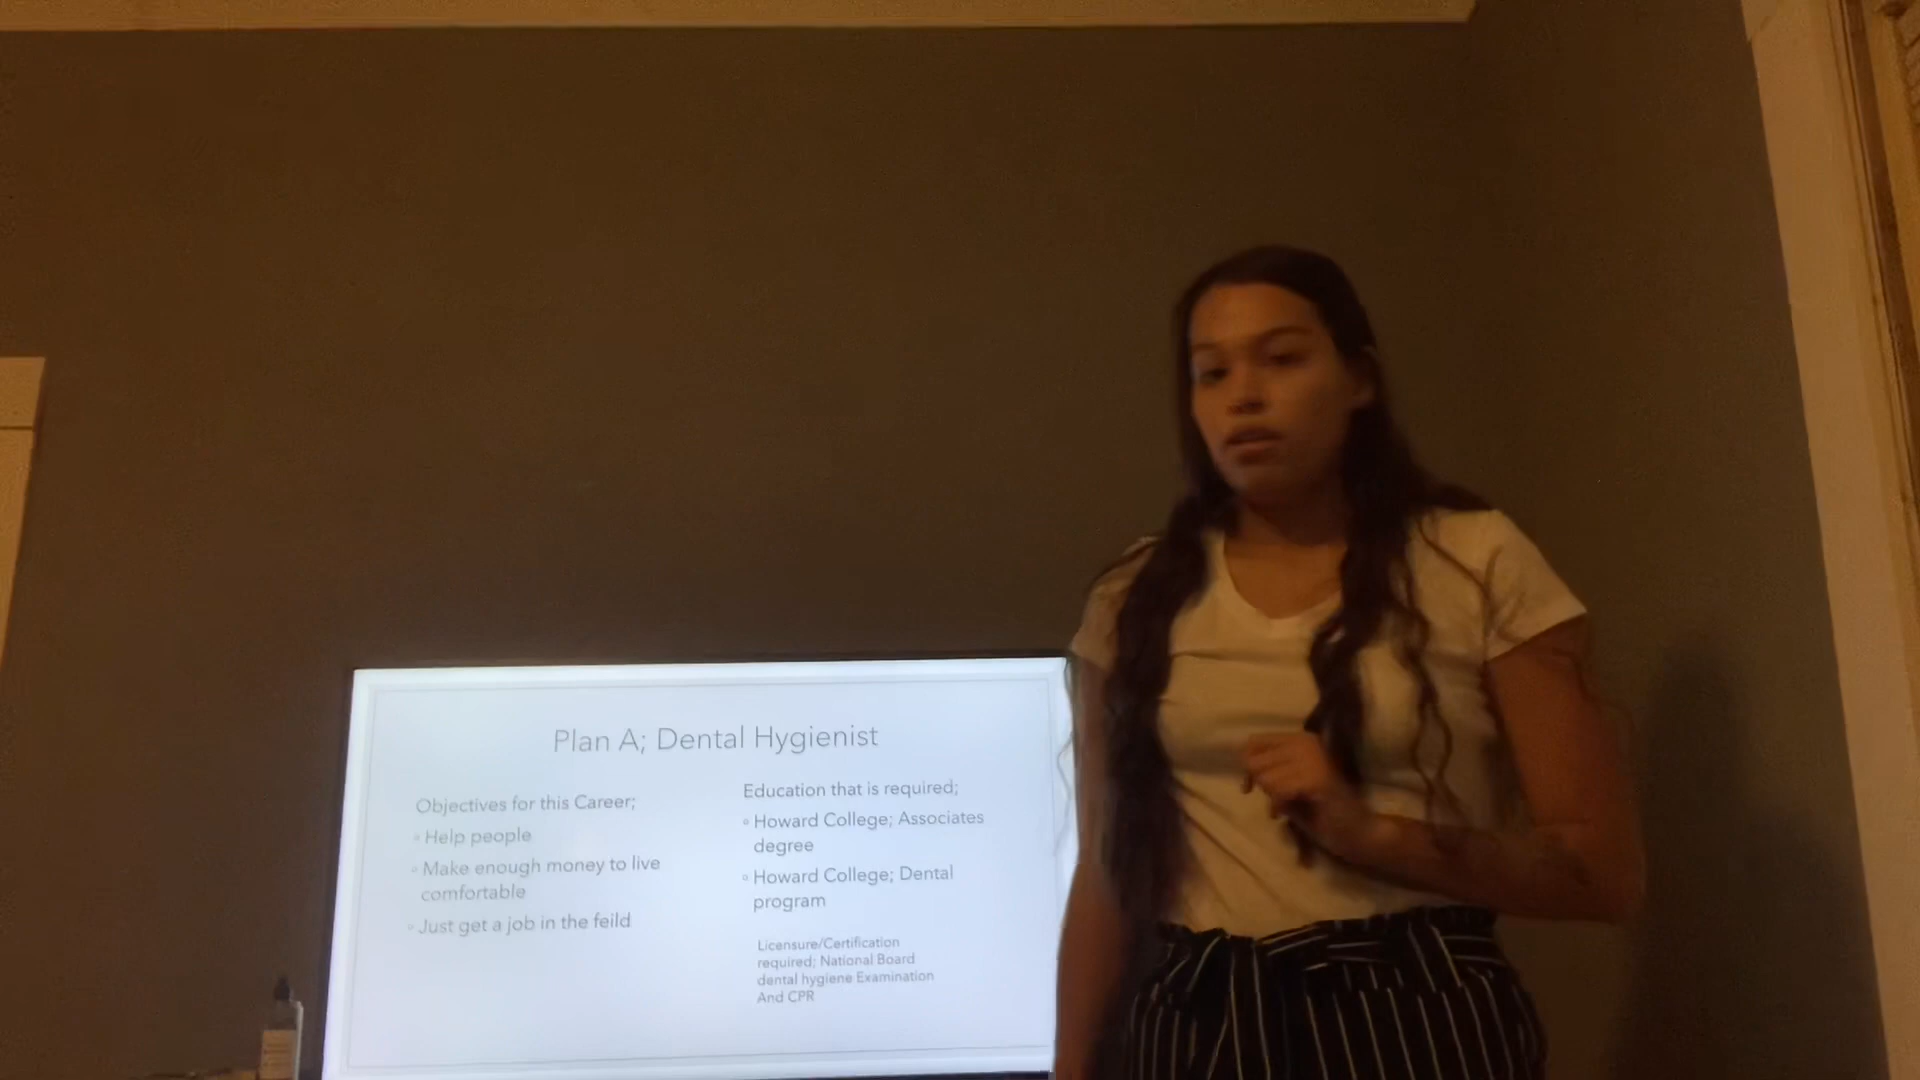 Plan A; Dental Hygienist
Objectives for this Career;
Help people
Make enough money to live
comfortable
Just get a job in the feild
Education that is required;
Howard College; Associates
degree
Howard College; Dental
program
Licensure/Certification
required; National Board
dental hygiene Examination
And CPR